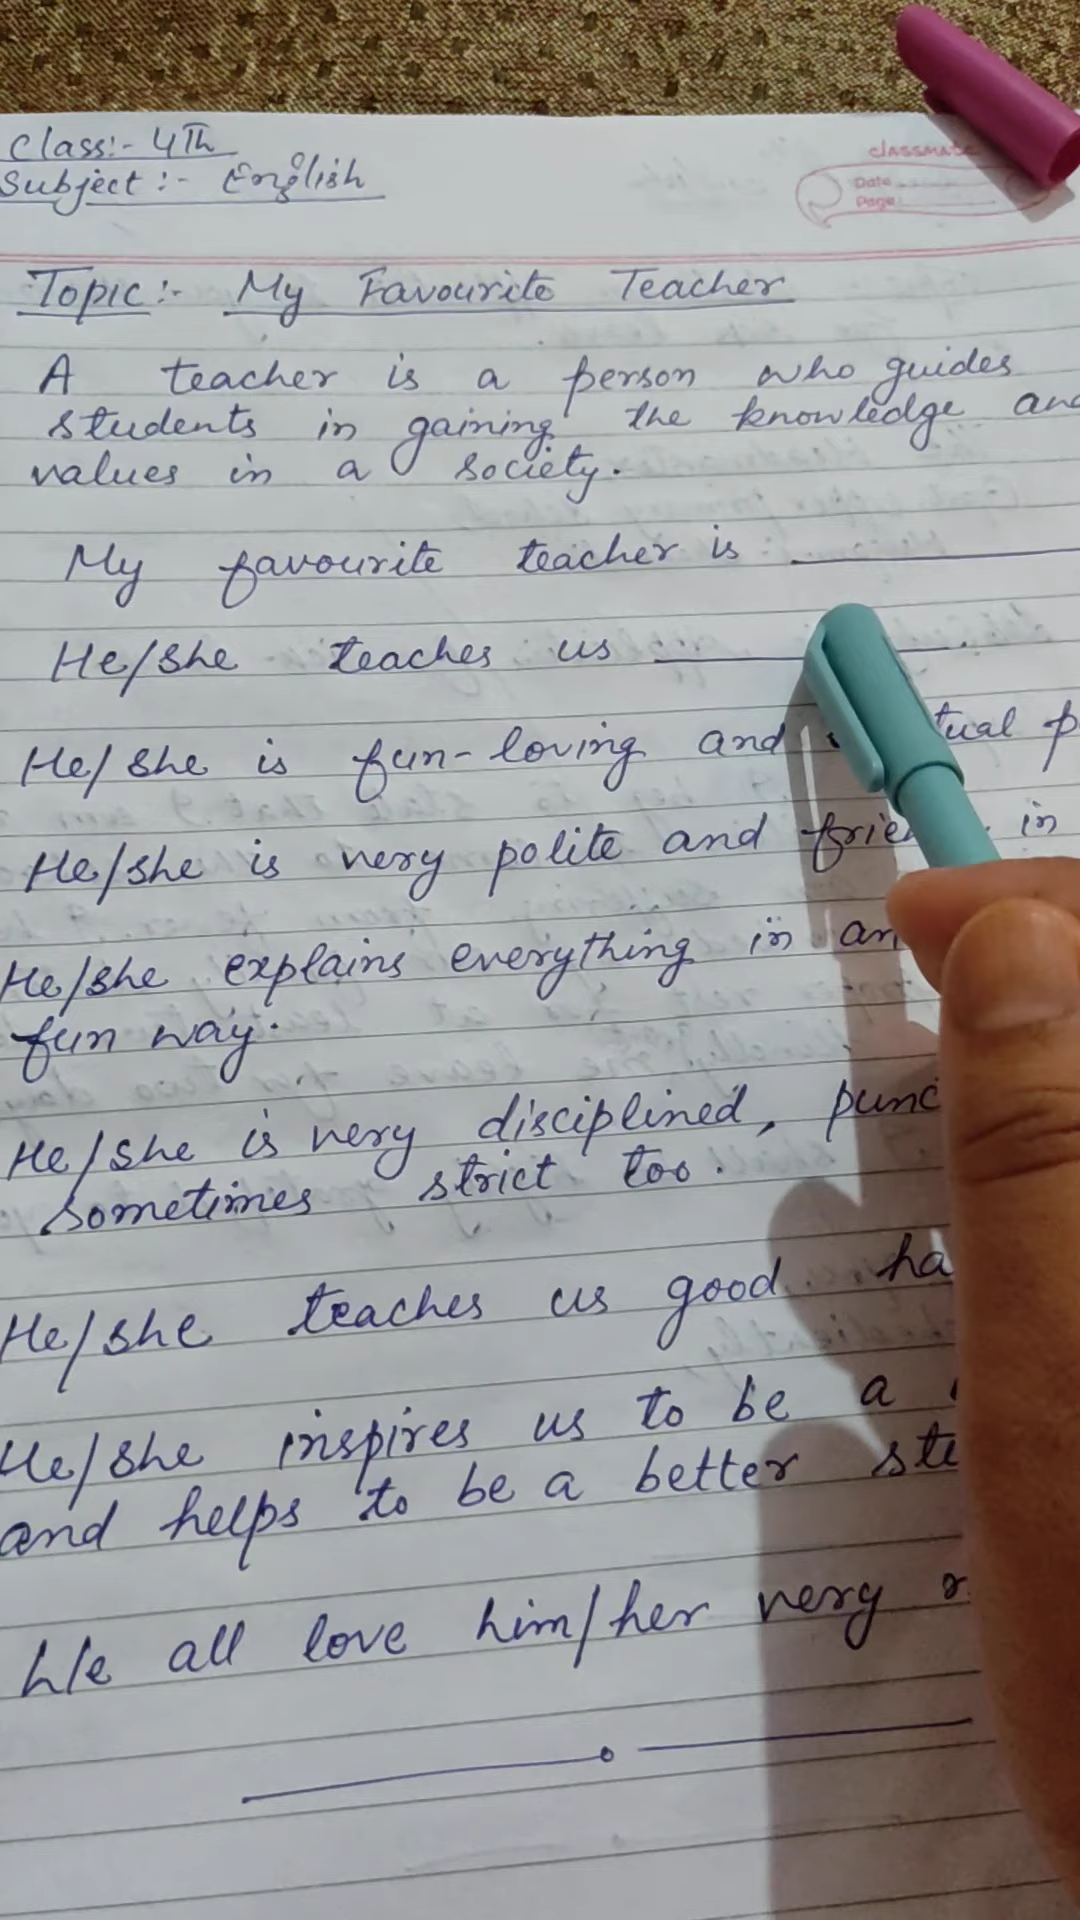 Class:- 4Th
Subject :- English
classmate
Date
Page
Topic :- My Favourite Teacher
A teacher is a person who guides
students in gaining the knowledge and
values in a society.
My favourite teacher is
He/she teaches us
He/she is fun-loving and
He/she is very polite and in
He/she explains everything in
fun way.
He/she is very disciplined,
sometimes strict too.
He/she teaches us good
He/she inspires us to be a
and helps to be a better
We all love him/her very